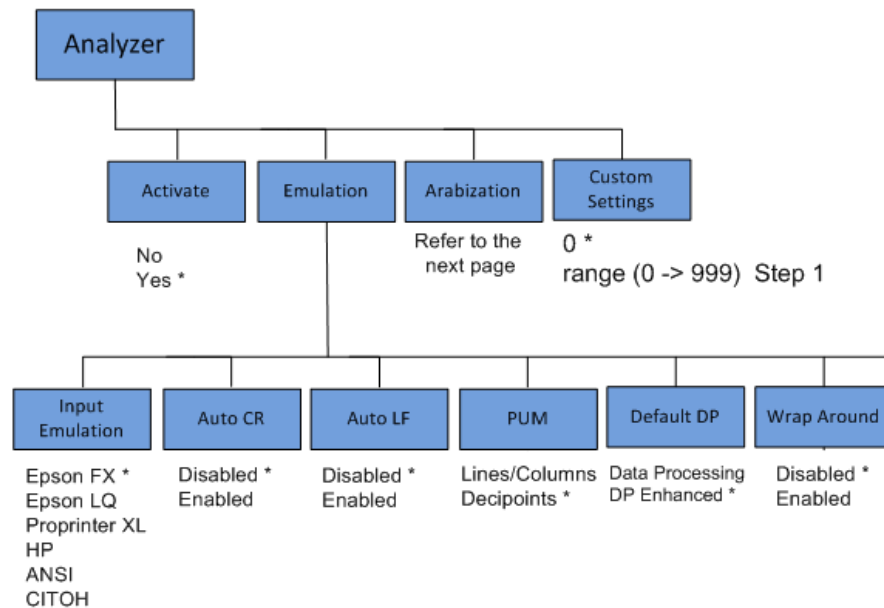 Analyzer
Activate
Emulation
Arabization
Custom
Settings
No
Yes *
Refer to the
next page
0 *
range (0 -> 999)  Step 1
Input
Emulation
Auto CR
Auto LF
PUM
Default DP
Wrap Around
Epson FX *
Epson LQ
Proprinter XL
HP
ANSI
CITOH
Disabled *
Enabled
Disabled *
Enabled
Lines/Columns
Decipoints *
Data Processing
DP Enhanced *
Disabled *
Enabled